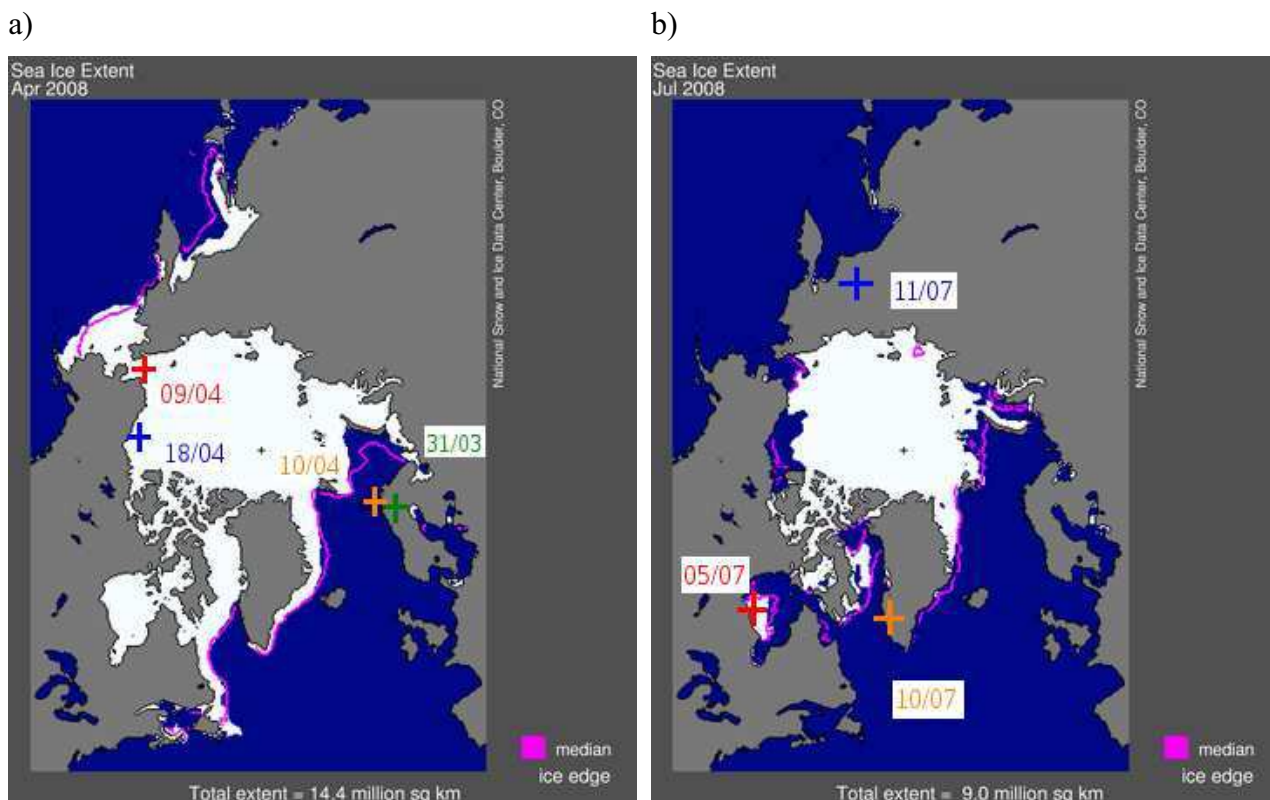 a)
Sea Ice Extent
Apr 2008
National Snow and Ice Data Center, Boulder, CO
09/04
18/04
10/04
31/03
median
ice edge
Total extent = 14.4 million sq km
b)
Sea Ice Extent
Jul 2008
National Snow and Ice Data Center, Boulder, CO
11/07
05/07
10/07
median
ice edge
Total extent = 9.0 million sq km